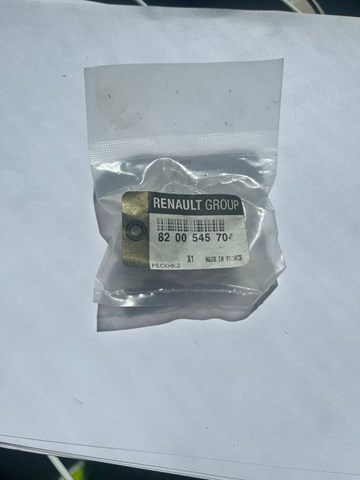 RENAULT GROUP
82 00 545 704
X1 MADE IN FRANCE